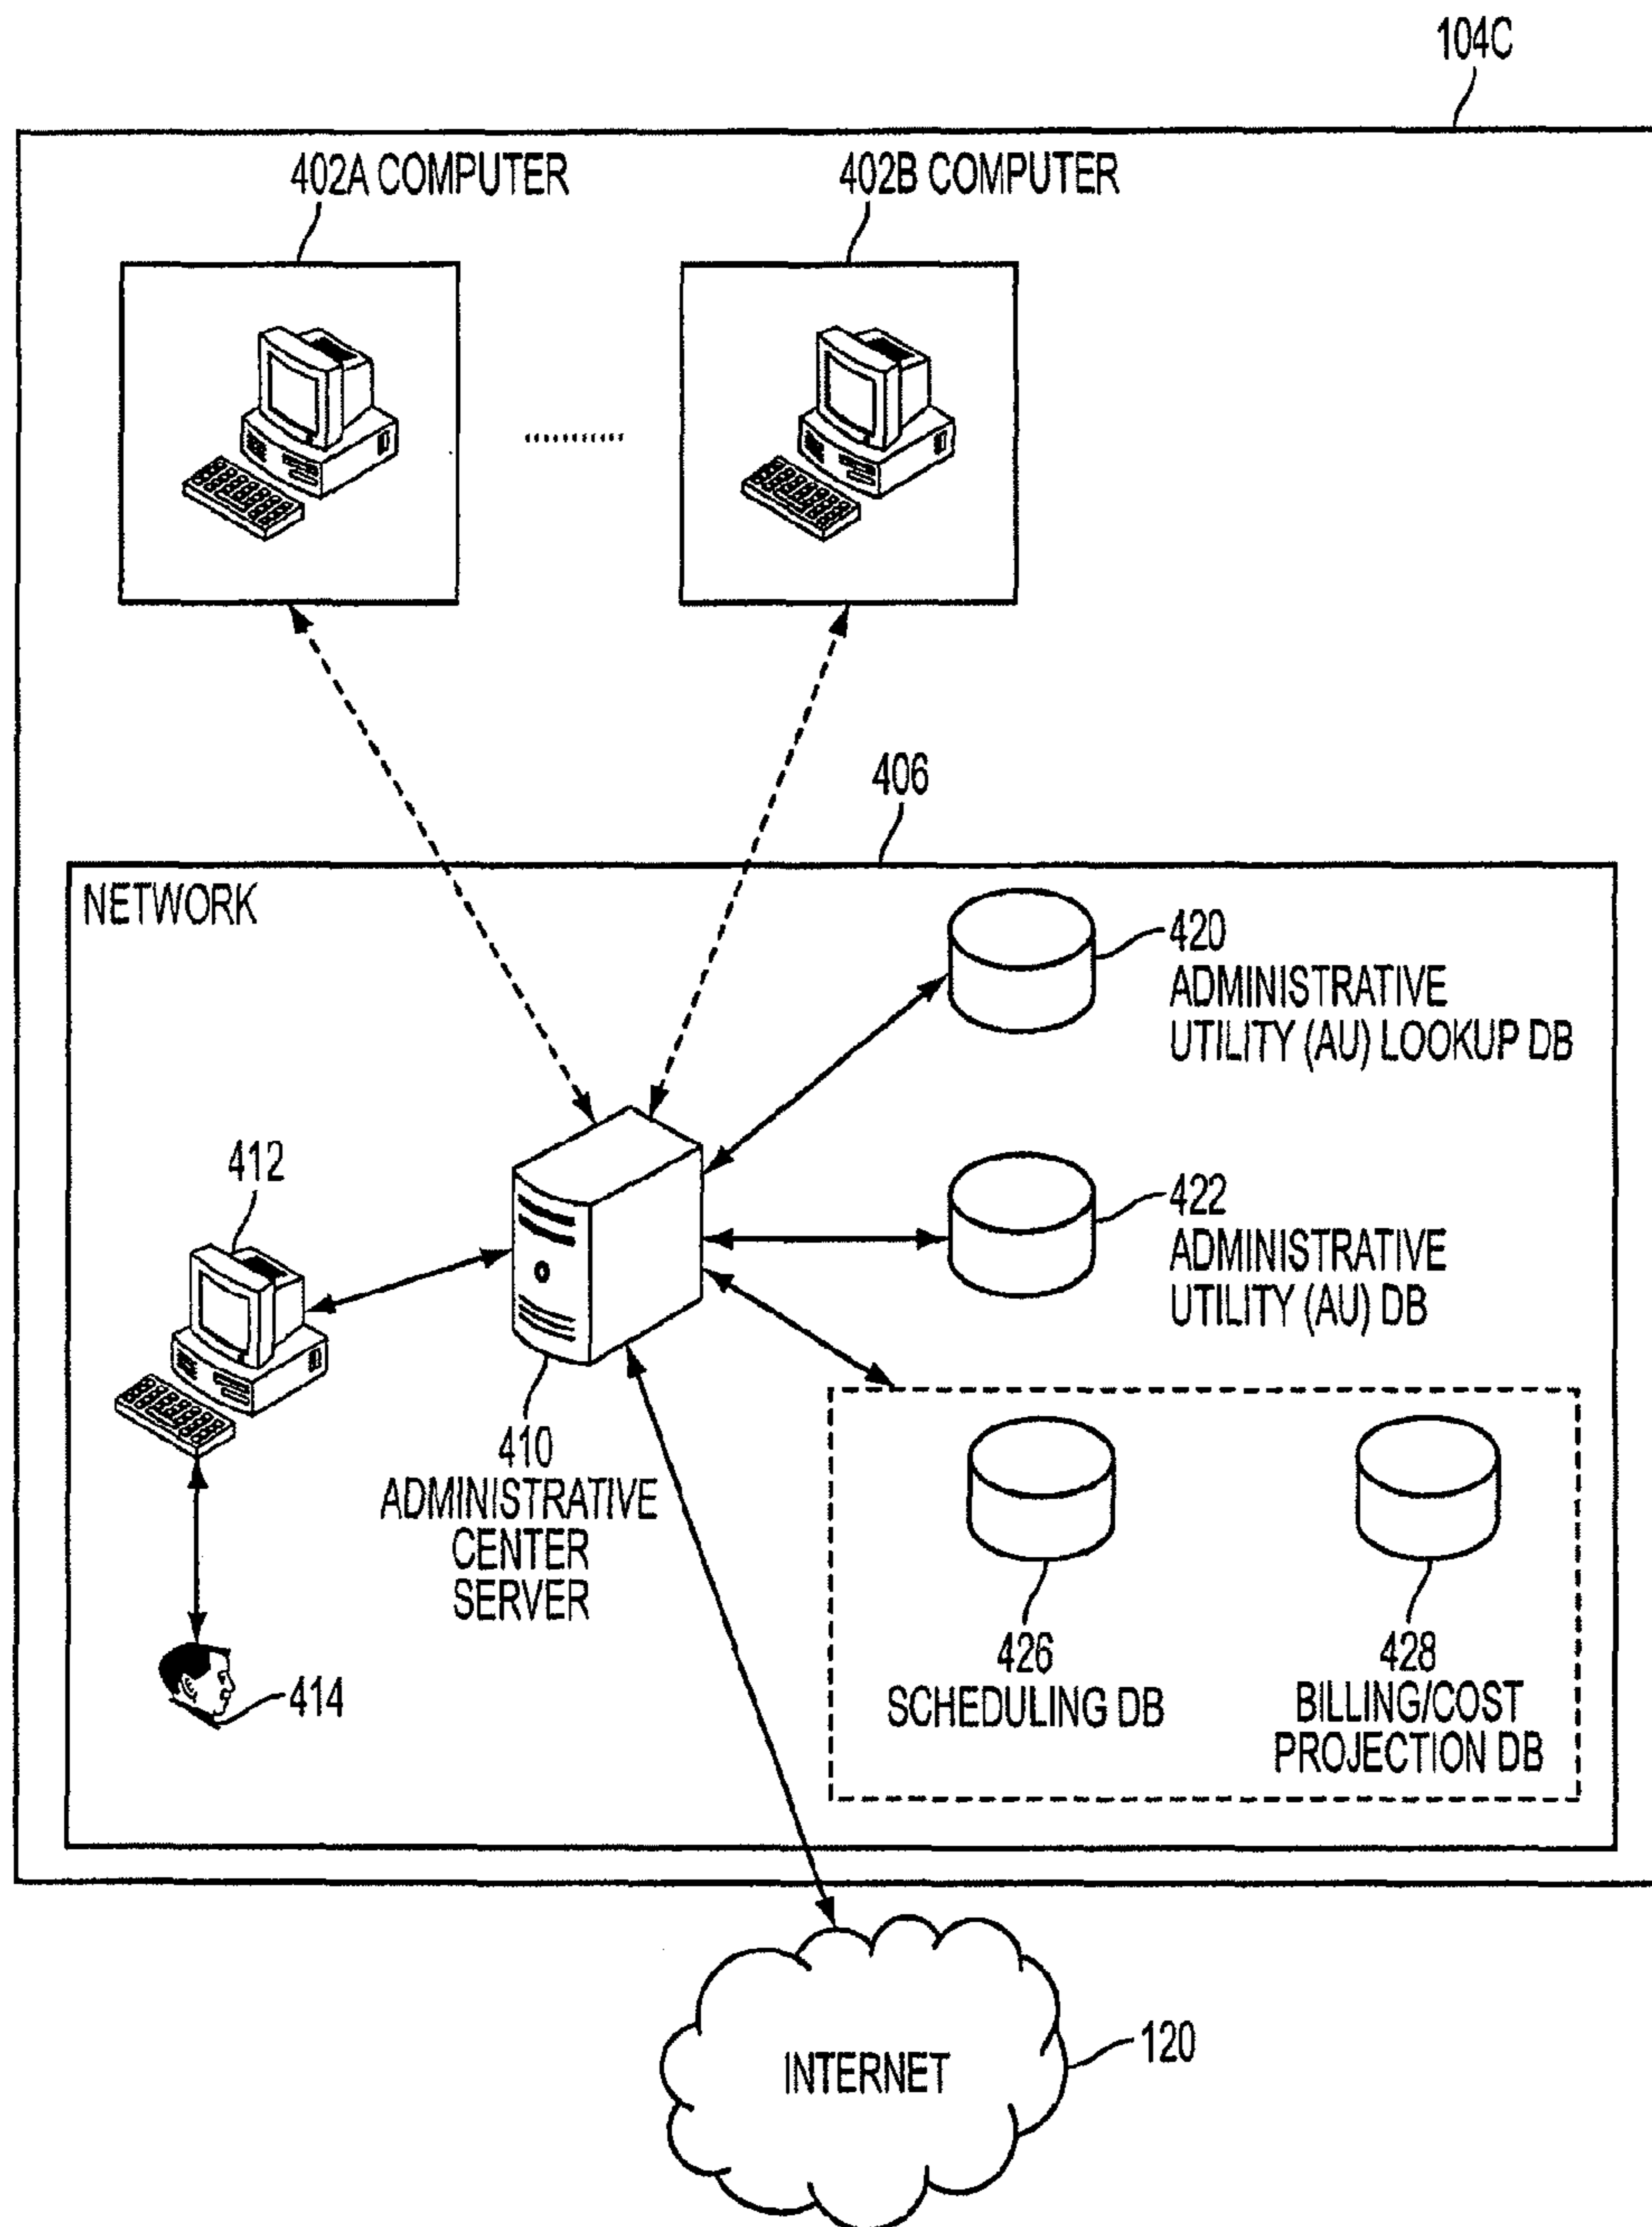 104C
402A COMPUTER
402B COMPUTER
406
NETWORK
420
ADMINISTRATIVE
UTILITY (AU) LOOKUP DB
412
422
ADMINISTRATIVE
UTILITY (AU) DB
410
ADMINISTRATIVE
CENTER
SERVER
414
426
SCHEDULING DB
428
BILLING/COST
PROJECTION DB
INTERNET
120